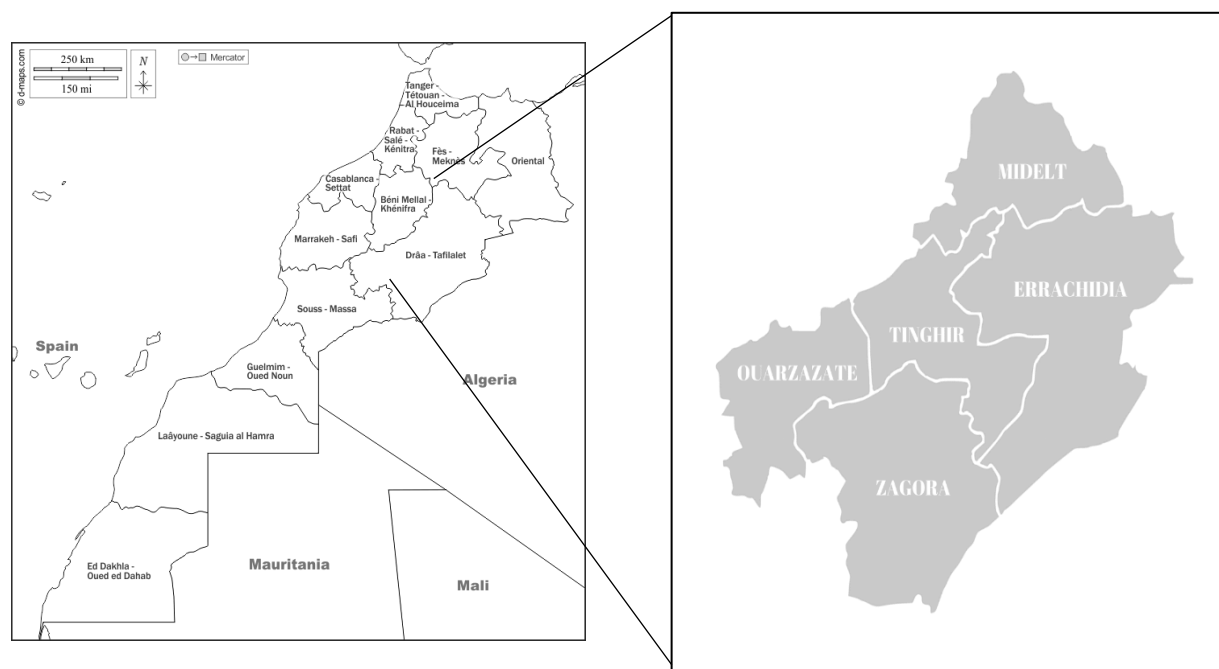 250 km
150 mi
N
Mercator
© d-maps.com
Tanger -
Tétouan -
Al Houceima
Rabat -
Salé -
Kénitra
Fès -
Meknès
Oriental
Casablanca -
Settat
Béni Mellal -
Khénifra
Marrakeh - Safi
Drâa - Tafilalet
Souss - Massa
Spain
Guelmim -
Oued Noun
Algeria
Laâyoune - Saguia al Hamra
Ed Dakhla -
Oued ed Dahab
Mauritania
Mali
MIDELT
ERRACHIDIA
TINGHIR
OUARZAZATE
ZAGORA